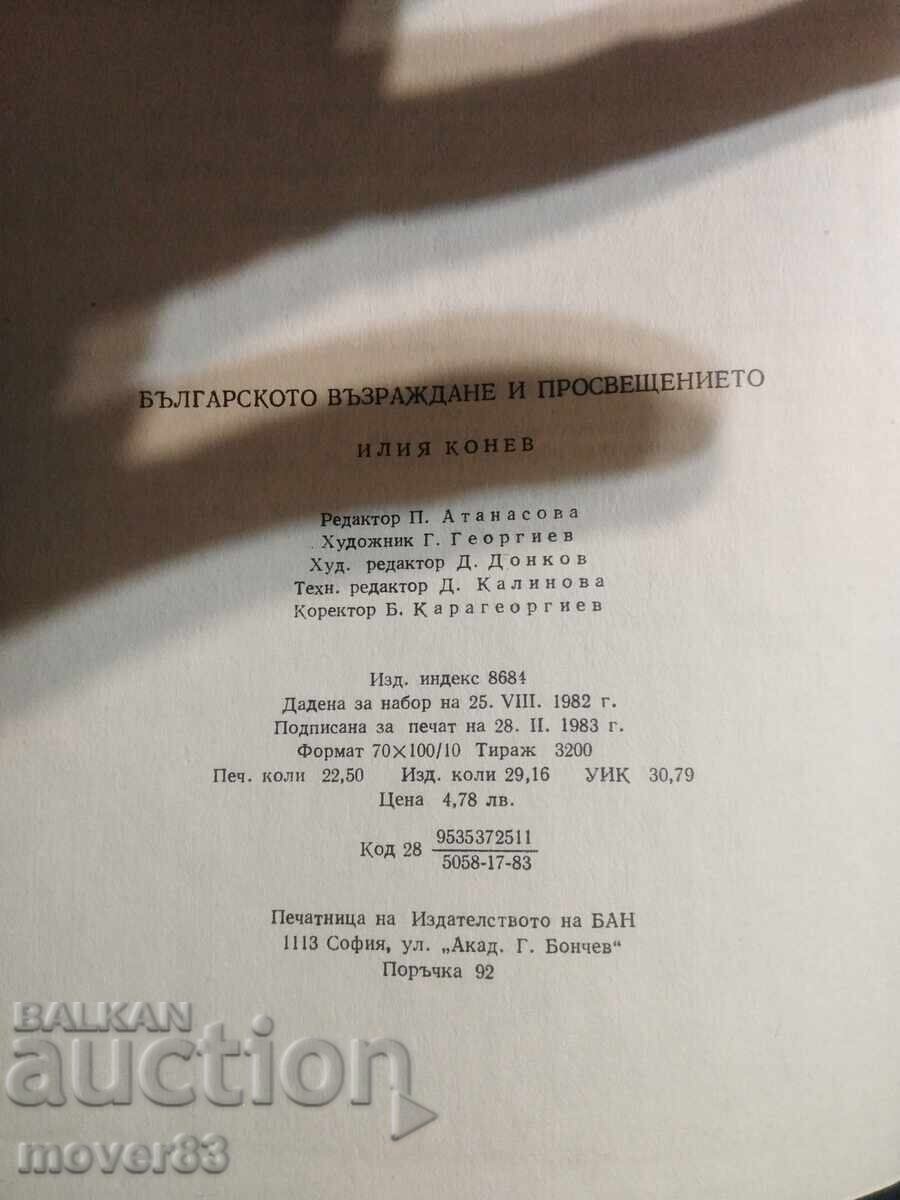 БЪЛГАРСКОТО ВЪЗРАЖДАНЕ И ПРОСВЕЩЕНИЕТО
ИЛИЯ КОНЕВ
Редактор П. Атанасова
Художник Г. Георгиев
Худ. редактор Д. Донков
Техн. редактор Д. Калинова
Коректор Б. Карагеоргиев
Изд. индекс 8684
Дадена за набор на 25. VIII. 1982 г.
Подписана за печат на 28. II. 1983 г.
Формат 70×100/10 Тираж 3200
Печ. коли 22,50 Изд. коли 29,16 УИК 30,79
Цена 4,78 лв.
Код 28 9535372511
5058-17-83
Печатница на Издателството на БАН
1113 София, ул. „Акад. Г. Бончев“
Поръчка 92
BALKAN
auction
mover83